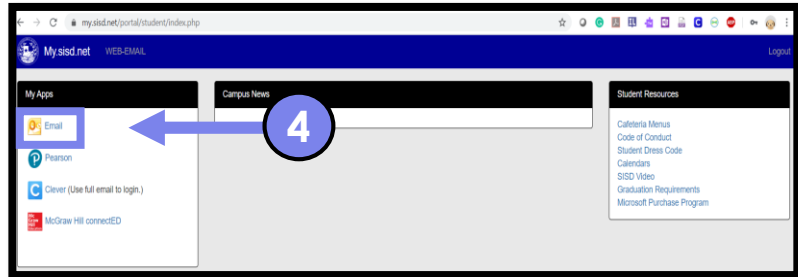 my.sisd.net/portal/student/index.php
My.sisd.net WEB-EMAIL Logout
My Apps
Email
Pearson
Clever (Use full email to login.)
McGraw Hill connectED
Campus News
4
Student Resources
Cafeteria Menus
Code of Conduct
Student Dress Code
Calendars
SISD Video
Graduation Requirements
Microsoft Purchase Program